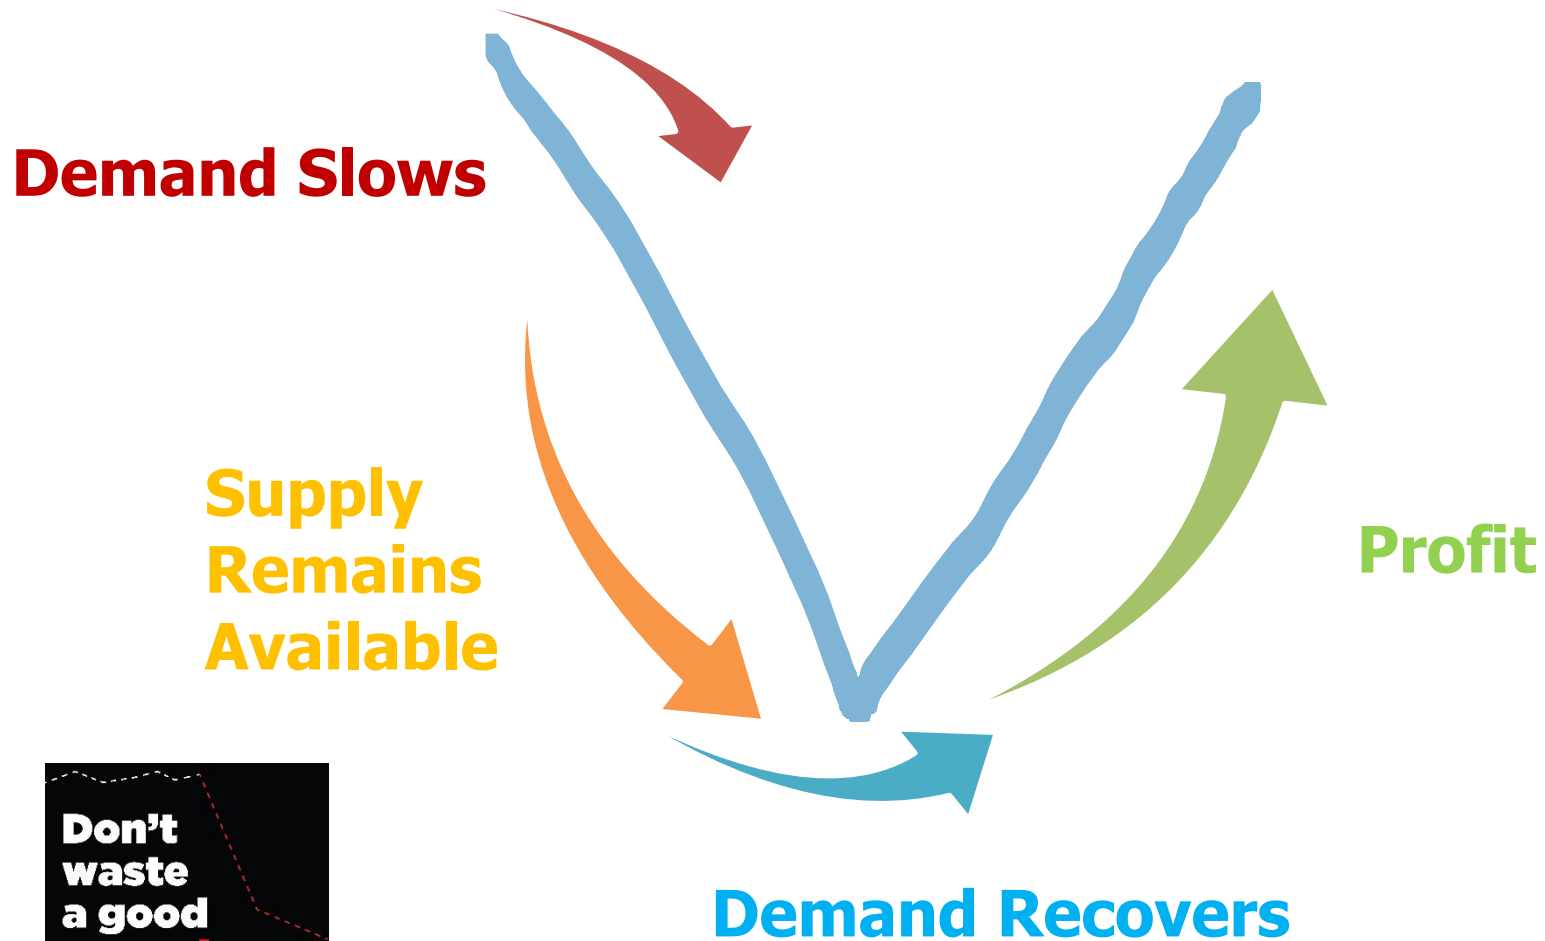 Demand Slows
Supply
Remains
Available
Profit
Don't
waste
a good
Demand Recovers